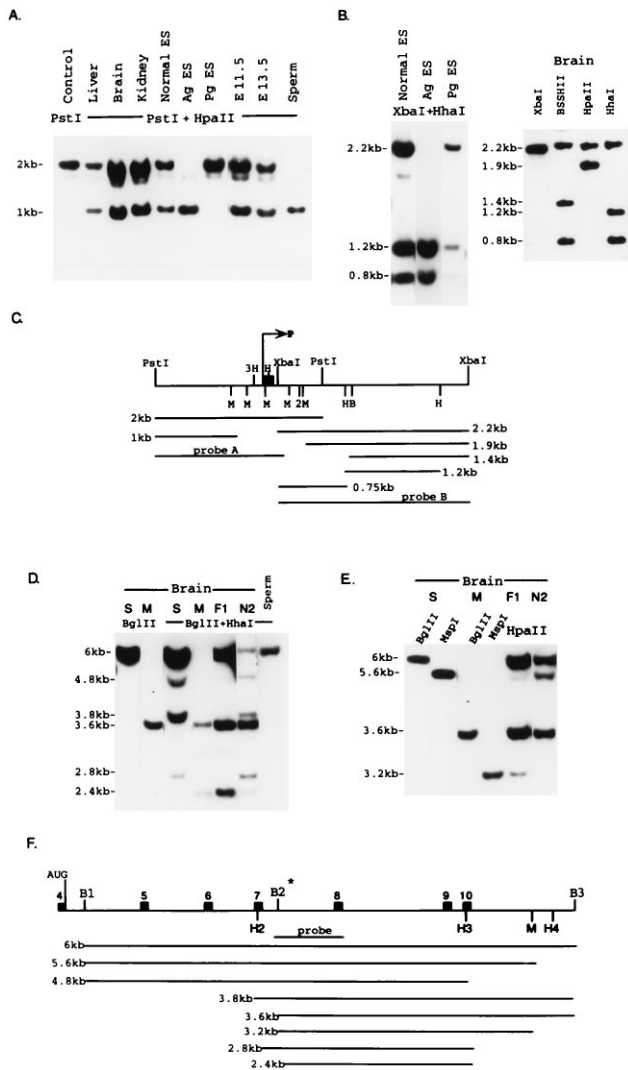 A.
Control
Liver
Brain
Kidney
Normal ES
Ag ES
Pg ES
E 11.5
E 13.5
Sperm
PstI
PstI + HpaII
2kb-
1kb-
B.
Normal ES
Ag ES
Pg ES
XbaI+HhaI
2.2kb-
1.2kb-
0.8kb-
Brain
XbaI
BSSHII
HpaII
HhaI
2.2kb-
1.9kb-
1.4kb-
1.2kb-
0.8kb-
C.
P
PstI
3H
H
XbaI
PstI
XbaI
M
M
M
M
2M
HB
H
2kb
2.2kb
1kb
1.9kb
probe A
1.4kb
1.2kb
0.75kb
probe B
D.
Brain
S M S M F1 N2
Sperm
BglII
BglII+HhaI
6kb-
4.8kb-
3.8kb-
3.6kb-
2.8kb-
2.4kb-
E.
Brain
S M F1 N2
BglII
MspI
BglII
MspI
HpaII
6kb-
5.6kb-
3.6kb-
3.2kb-
F.
AUG
*
4 B1 5 6 7 B2 8 9 10 B3
H2
probe
H3
M
H4
6kb
5.6kb
4.8kb
3.8kb
3.6kb
3.2kb
2.8kb
2.4kb